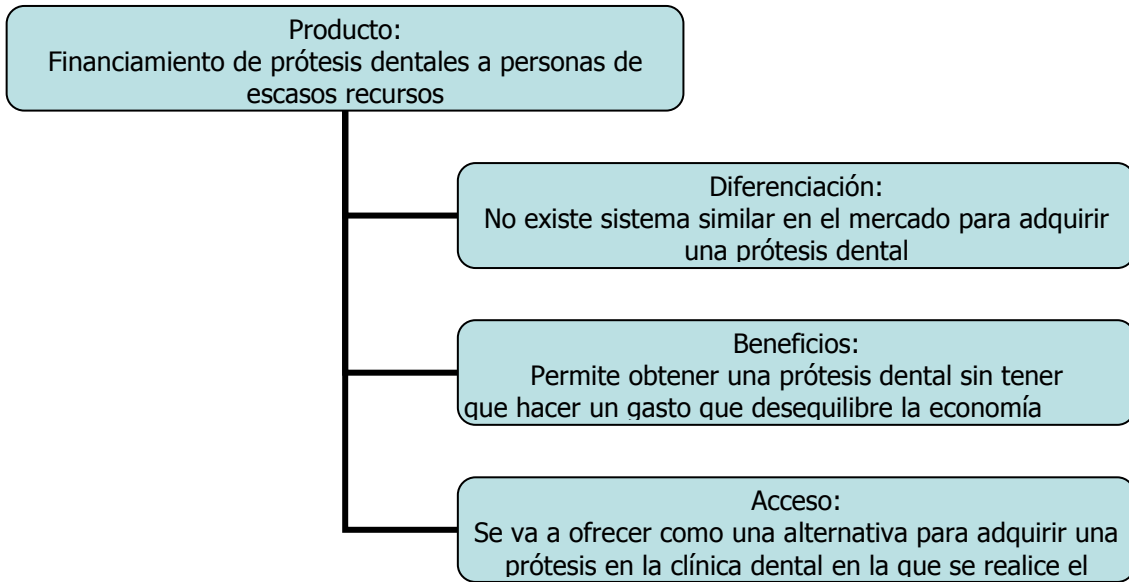 Producto:
Financiamiento de prótesis dentales a personas de
escasos recursos
Diferenciación:
No existe sistema similar en el mercado para adquirir
una prótesis dental
Beneficios:
Permite obtener una prótesis dental sin tener
que hacer un gasto que desequilibre la economía
Acceso:
Se va a ofrecer como una alternativa para adquirir una
prótesis en la clínica dental en la que se realice el